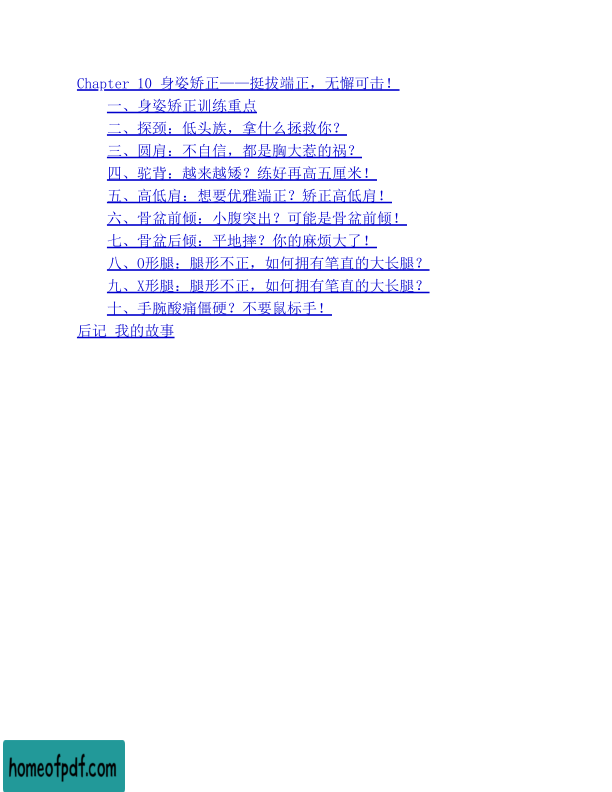 Chapter 10 身姿矫正——挺拔端正，无懈可击！
一、身姿矫正训练重点
二、探颈：低头族，拿什么拯救你？
三、圆肩：不自信，都是胸大惹的祸？
四、驼背：越来越矮？练好再高五厘米！
五、高低肩：想要优雅端正？矫正高低肩！
六、骨盆前倾：小腹突出？可能是骨盆前倾！
七、骨盆后倾：平地摔？你的麻烦大了！
八、O形腿：腿形不正，如何拥有笔直的大长腿？
九、X形腿：腿形不正，如何拥有笔直的大长腿？
十、手腕酸痛僵硬？不要鼠标手！
后记 我的故事
homeofpdf.com